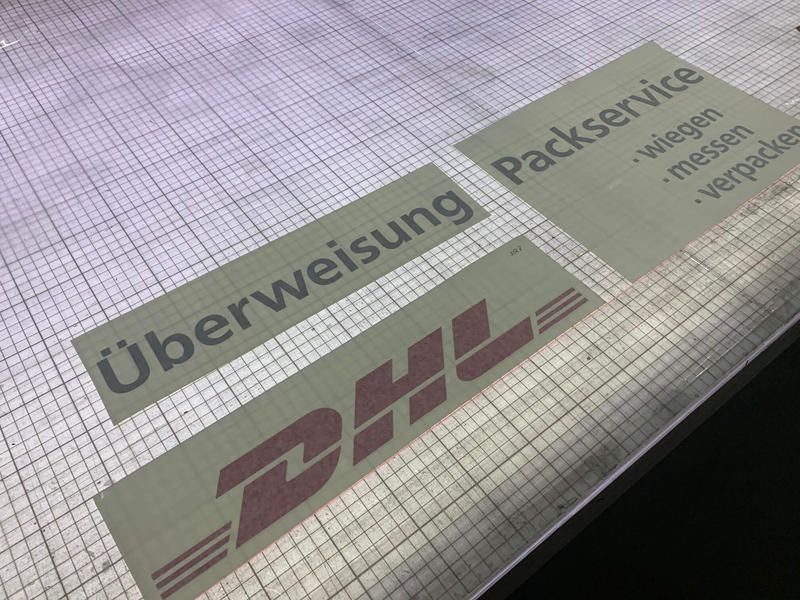 Packservice
· wiegen
· messen
· verpacken
Überweisung
DHL